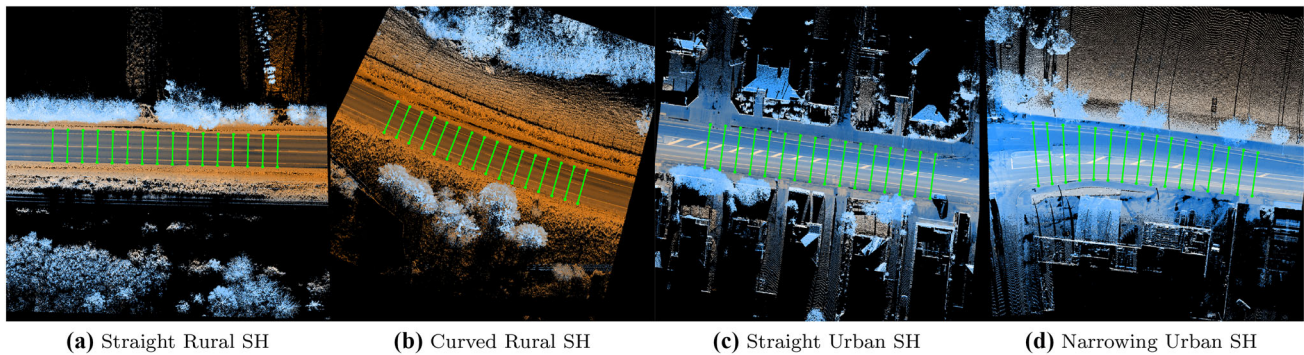 (a) Straight Rural SH
(b) Curved Rural SH
(c) Straight Urban SH
(d) Narrowing Urban SH